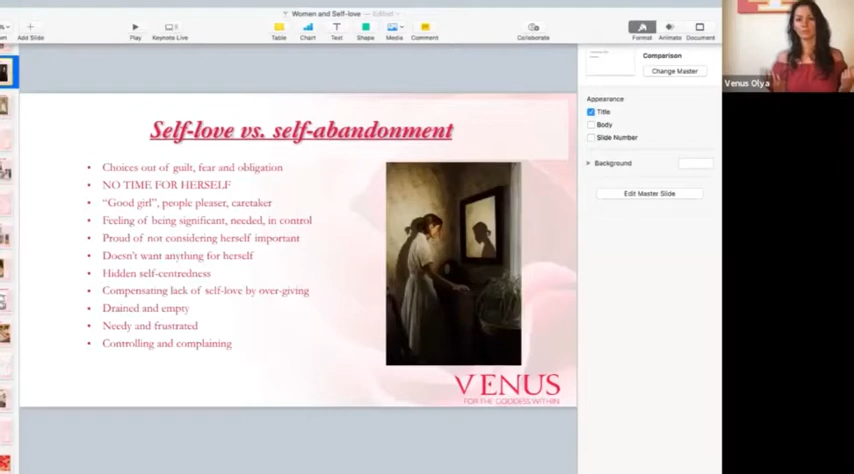 Women and Self-love — Edited
Add Slide
Play
Keynote Live
Table
Chart
Text
Shape
Media
Comment
Collaborate
Format
Animate
Document
Venus Olya
Comparison
Change Master
Appearance
Title
Body
Slide Number
Background
Edit Master Slide
Self-love vs. self-abandonment
• Choices out of guilt, fear and obligation
• NO TIME FOR HERSELF
• “Good girl”, people pleaser, caretaker
• Feeling of being significant, needed, in control
• Proud of not considering herself important
• Doesn't want anything for herself
• Hidden self-centredness
• Compensating lack of self-love by over-giving
• Drained and empty
• Needy and frustrated
• Controlling and complaining
VENUS
FOR THE GODDESS WITHIN